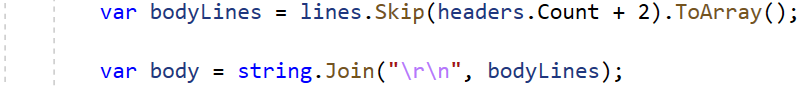 var bodyLines = lines.Skip(headers.Count + 2).ToArray();
var body = string.Join("\r\n", bodyLines);